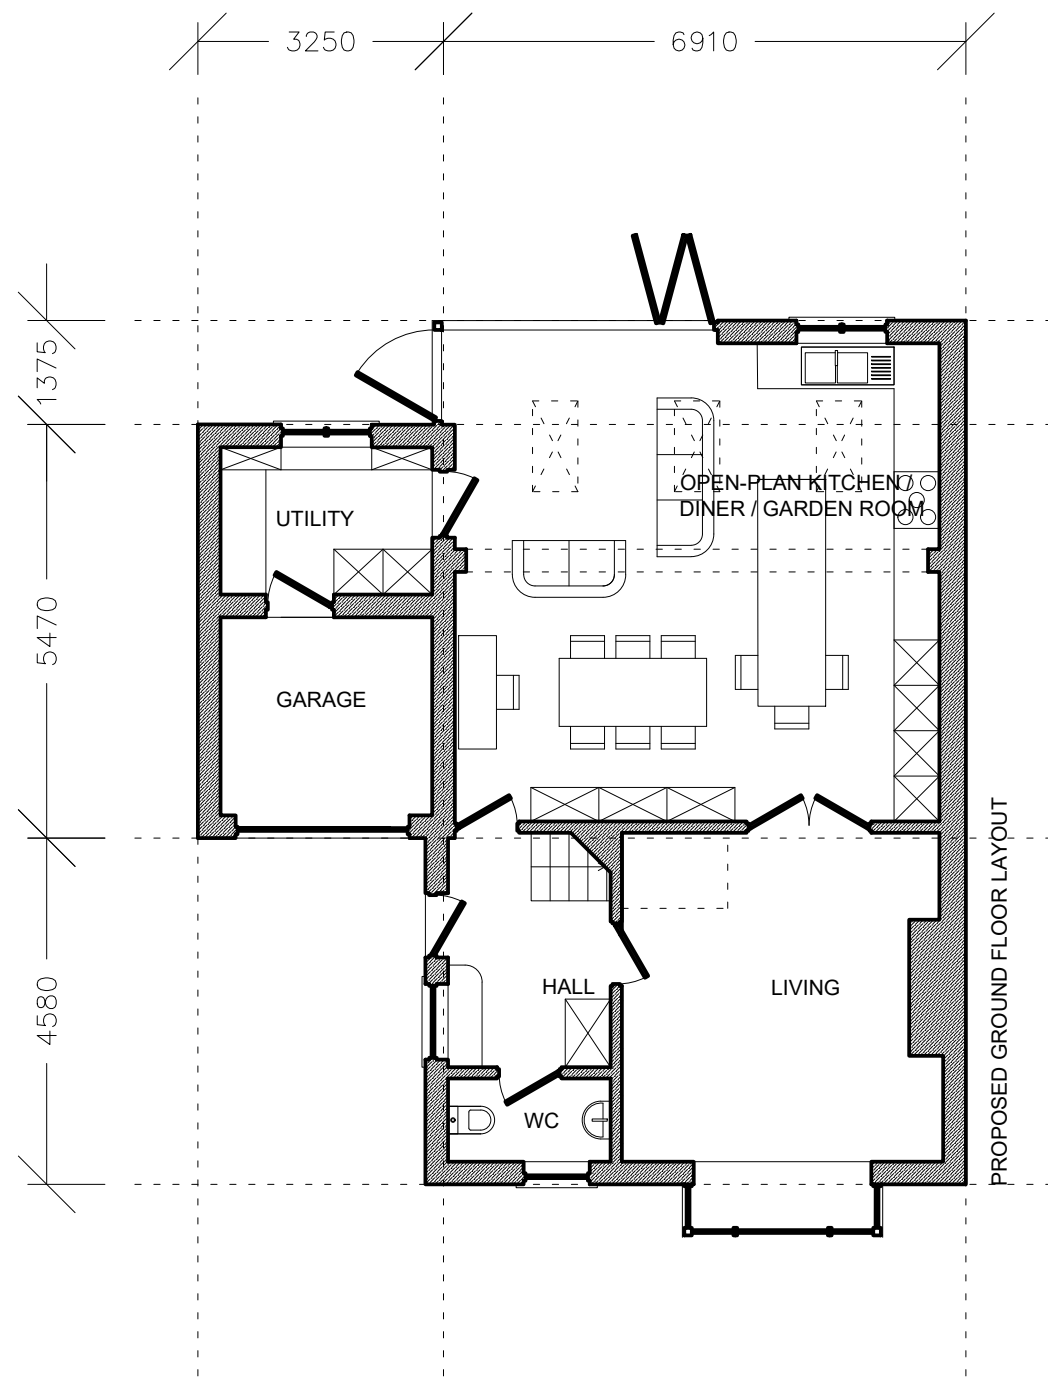 3250
6910
1375
5470
4580
OPEN-PLAN KITCHEN /
DINER / GARDEN ROOM
UTILITY
GARAGE
HALL
LIVING
WC
PROPOSED GROUND FLOOR LAYOUT